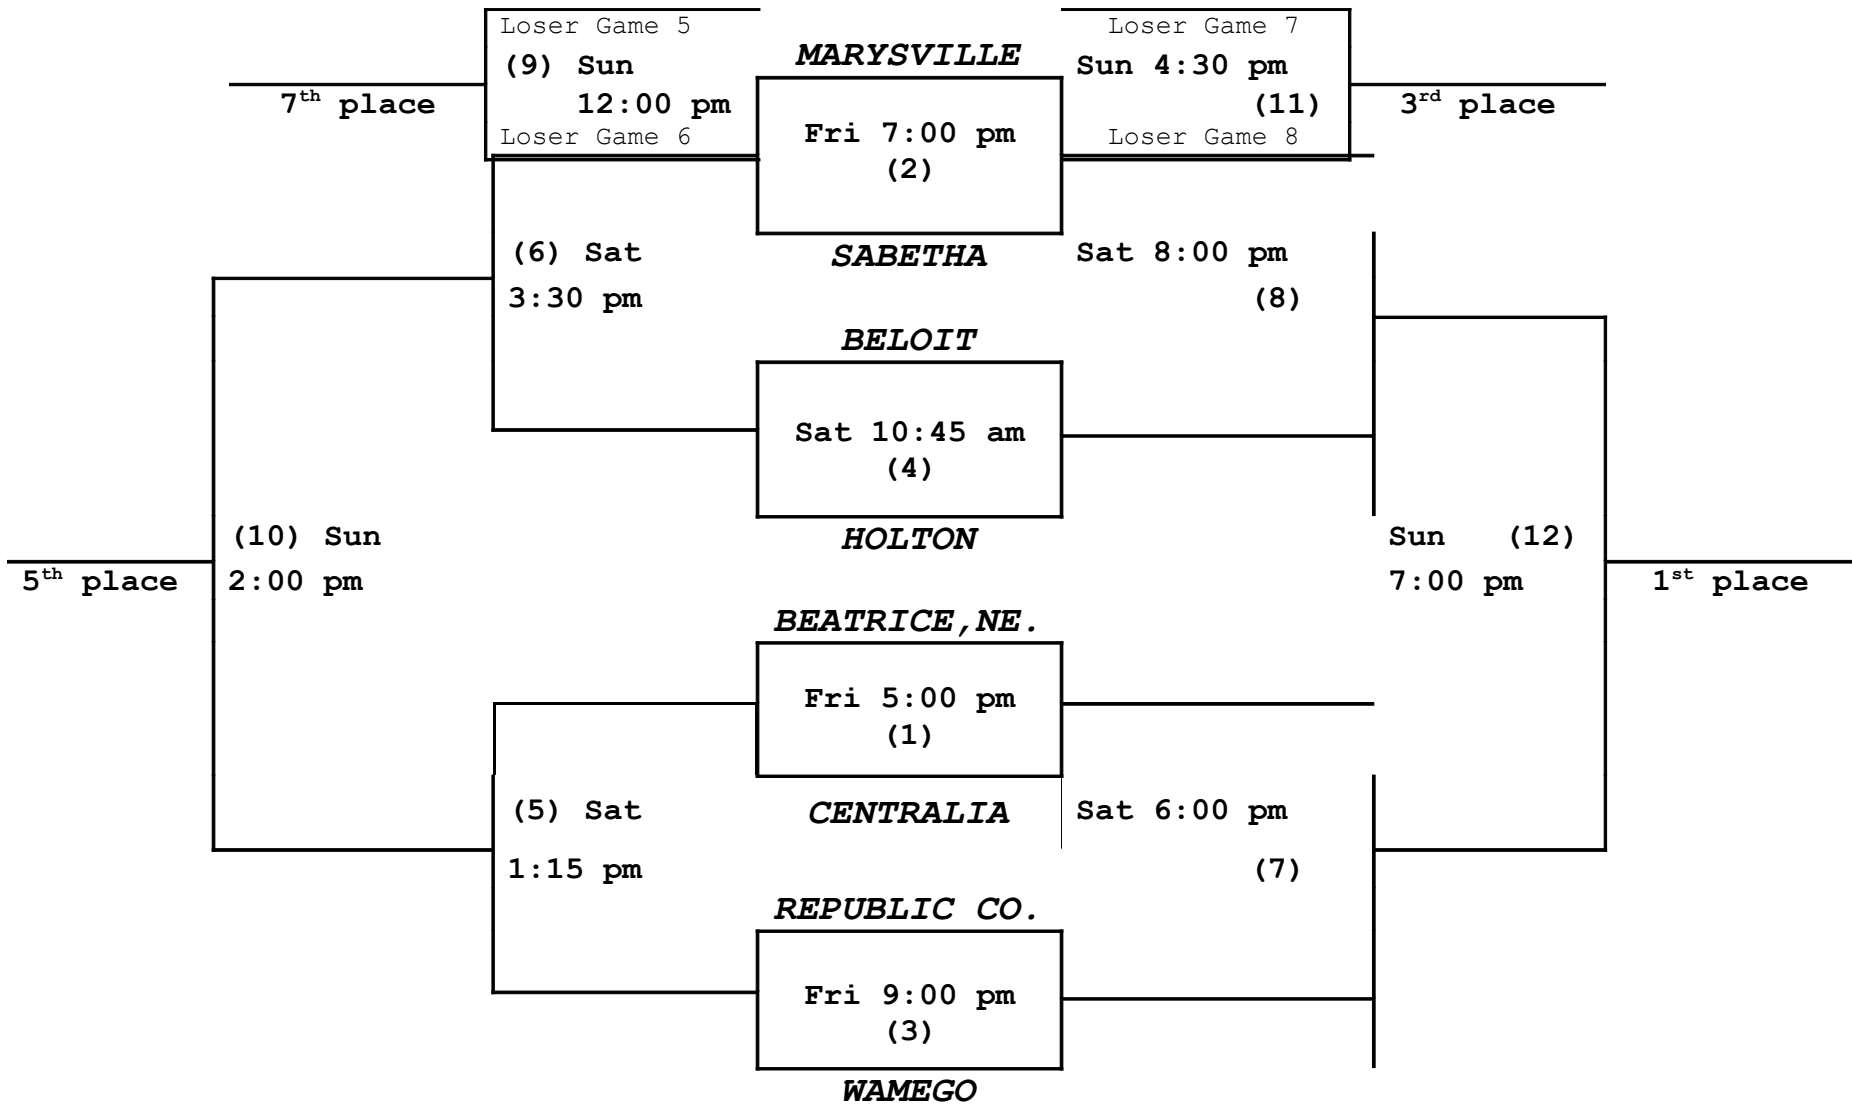 Loser Game 5
Loser Game 7
MARYSVILLE
(9) Sun
Sun 4:30 pm
7th place
12:00 pm
(11)
3rd place
Loser Game 6
Fri 7:00 pm
Loser Game 8
(2)
(6) Sat
SABETHA
Sat 8:00 pm
3:30 pm
(8)
BELOIT
Sat 10:45 am
(4)
(10) Sun
HOLTON
Sun (12)
5th place
2:00 pm
7:00 pm
1st place
BEATRICE,NE.
Fri 5:00 pm
(1)
(5) Sat
CENTRALIA
Sat 6:00 pm
1:15 pm
(7)
REPUBLIC CO.
Fri 9:00 pm
(3)
WAMEGO